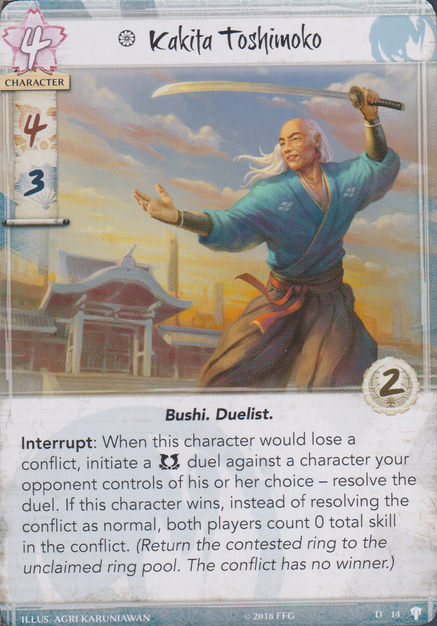 4
Kakita Toshimoko
CHARACTER
4
3
2
Bushi. Duelist.
Interrupt: When this character would lose a
conflict, initiate a duel against a character your
opponent controls of his or her choice – resolve the
duel. If this character wins, instead of resolving the
conflict as normal, both players count 0 total skill
in the conflict. (Return the contested ring to the
unclaimed ring pool. The conflict has no winner.)
ILLUS. AGRI KARUNIAWAN © 2018 FFG D 14